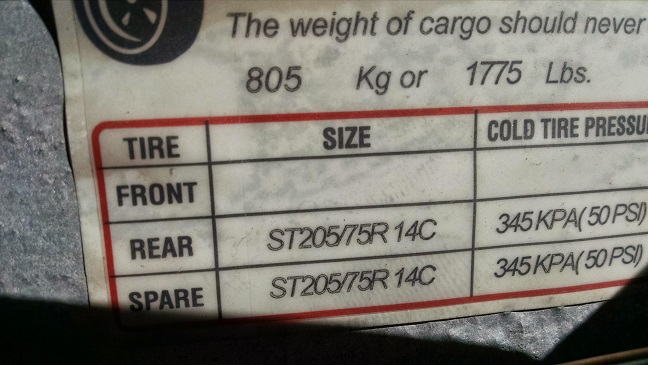 The weight of cargo should never
805 Kg or 1775 Lbs.
TIRE SIZE COLD TIRE PRESSU
FRONT
REAR ST205/75R 14C 345 KPA( 50 PSI)
SPARE ST205/75R 14C 345 KPA( 50 PSI)